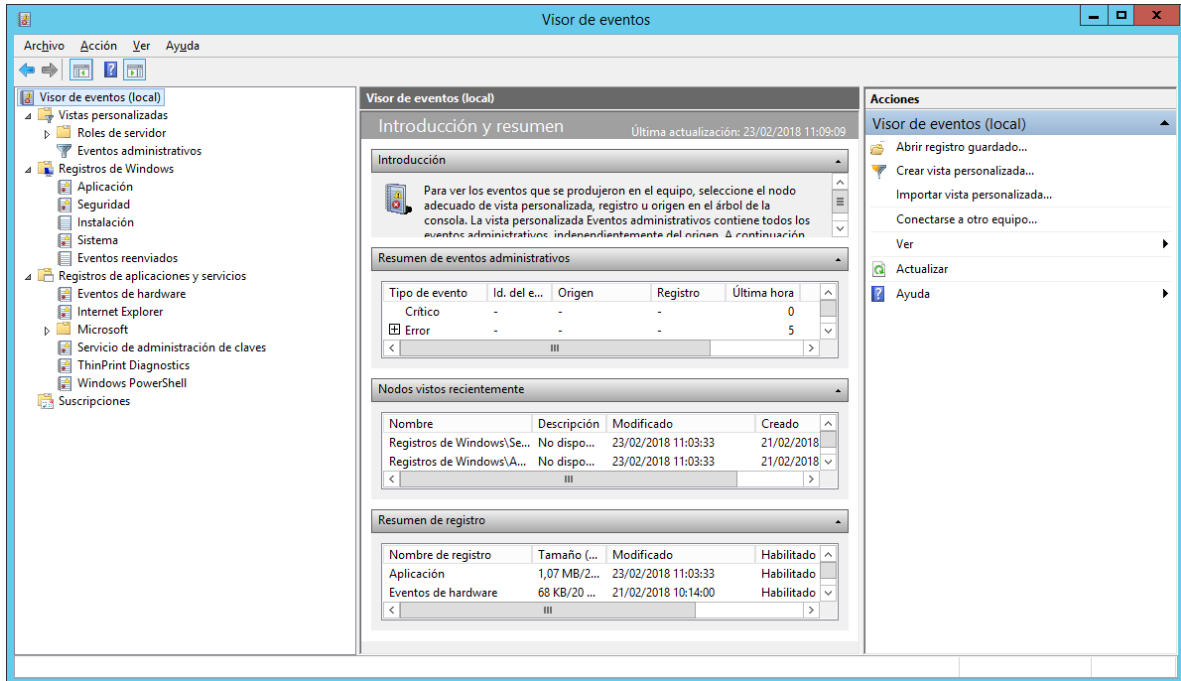 Visor de eventos
Archivo Acción Ver Ayuda
Visor de eventos (local)
Vistas personalizadas
Roles de servidor
Eventos administrativos
Registros de Windows
Aplicación
Seguridad
Instalación
Sistema
Eventos reenviados
Registros de aplicaciones y servicios
Eventos de hardware
Internet Explorer
Microsoft
Servicio de administración de claves
ThinPrint Diagnostics
Windows PowerShell
Suscripciones
Visor de eventos (local)
Introducción y resumen Última actualización: 23/02/2018 11:09:09
Introducción
Para ver los eventos que se produjeron en el equipo, seleccione el nodo
adecuado de vista personalizada, registro u origen en el árbol de la
consola. La vista personalizada Eventos administrativos contiene todos los
eventos administrativos, independientemente del origen. A continuación
Resumen de eventos administrativos
Tipo de evento Id. del e... Origen Registro Última hora
Crítico - - - 0
Error - - - 5
Nodos vistos recientemente
Nombre Descripción Modificado Creado
Registros de Windows\Se... No dispo... 23/02/2018 11:03:33 21/02/2018
Registros de Windows\A... No dispo... 23/02/2018 11:03:33 21/02/2018
Resumen de registro
Nombre de registro Tamaño (... Modificado Habilitado
Aplicación 1,07 MB/2... 23/02/2018 11:03:33 Habilitado
Eventos de hardware 68 KB/20 ... 21/02/2018 10:14:00 Habilitado
Acciones
Visor de eventos (local)
Abrir registro guardado...
Crear vista personalizada...
Importar vista personalizada...
Conectarse a otro equipo...
Ver
Actualizar
Ayuda